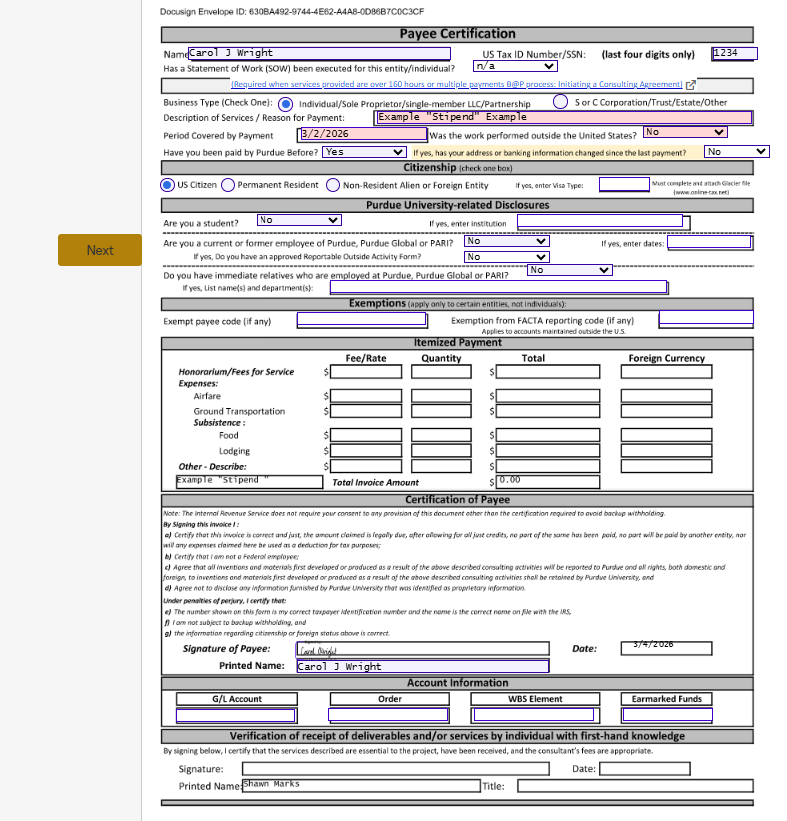 Docusign Envelope ID: 630BA492-9744-4E62-A4A8-0D86B7C0C3CF
Payee Certification
Name Carol J Wright US Tax ID Number/SSN: (last four digits only) 1234
Has a Statement of Work (SOW) been executed for this entity/individual? n/a
(Required when services provided are over 160 hours or multiple payments B@P process: Initiating a Consulting Agreement)
Business Type (Check One): Individual/Sole Proprietor/single-member LLC/Partnership S or C Corporation/Trust/Estate/Other
Description of Services / Reason for Payment: Example "Stipend" Example
Period Covered by Payment 3/2/2026 Was the work performed outside the United States? No
Have you been paid by Purdue Before? Yes If yes, has your address or banking information changed since the last payment? No
Citizenship (check one box)
US Citizen Permanent Resident Non-Resident Alien or Foreign Entity If yes, enter Visa Type: Must complete and attach Glacier file
(www.online-tax.net)
Purdue University-related Disclosures
Are you a student? No If yes, enter institution
Are you a current or former employee of Purdue, Purdue Global or PARI? No If yes, enter dates:
If yes, Do you have an approved Reportable Outside Activity Form? No
Do you have immediate relatives who are employed at Purdue, Purdue Global or PARI? No
If yes, List name(s) and department(s):
Exemptions (apply only to certain entities, not individuals):
Exempt payee code (if any) Exemption from FACTA reporting code (if any)
Applies to accounts maintained outside the U.S.
Next
Itemized Payment
Fee/Rate Quantity Total Foreign Currency
Honorarium/Fees for Service $ $
Expenses:
Airfare $ $
Ground Transportation $ $
Subsistence :
Food $ $
Lodging $ $
Other - Describe: $
Example "Stipend " Total Invoice Amount $ 0.00
Certification of Payee
Note: The Internal Revenue Service does not require your consent to any provision of this document other than the certification required to avoid backup withholding.
By Signing this invoice I :
a) Certify that this invoice is correct and just, the amount claimed is legally due, after allowing for all just credits, no part of the same has been paid, no part will be paid by another entity, nor
will any expenses claimed here be used as a deduction for tax purposes;
b) Certify that I am not a Federal employee;
c) Agree that all inventions and materials first developed or produced as a result of the above described consulting activities will be reported to Purdue and all rights, both domestic and
foreign, to inventions and materials first developed or produced as a result of the above described consulting activities shall be retained by Purdue University, and
d) Agree not to disclose any information furnished by Purdue University that was identified as proprietary information.
Under penalties of perjury, I certify that:
e) The number shown on this form is my correct taxpayer identification number and the name is the correct name on file with the IRS,
f) I am not subject to backup withholding, and
g) the information regarding citizenship or foreign status above is correct.
Signature of Payee: Carol Wright Date: 3/4/2026
Printed Name: Carol J Wright
Account Information
G/L Account Order WBS Element Earmarked Funds
Verification of receipt of deliverables and/or services by individual with first-hand knowledge
By signing below, I certify that the services described are essential to the project, have been received, and the consultant's fees are appropriate.
Signature: Date:
Printed Name: Shawn Marks Title: